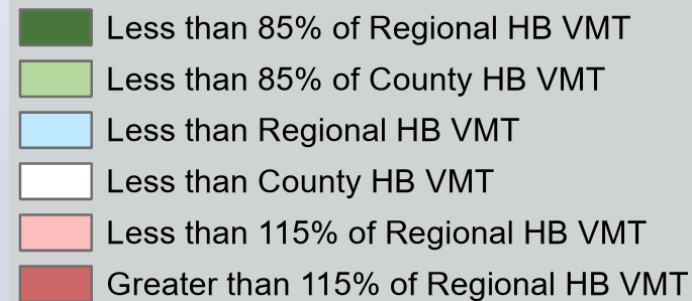 Less than 85% of Regional HB VMT
Less than 85% of County HB VMT
Less than Regional HB VMT
Less than County HB VMT
Less than 115% of Regional HB VMT
Greater than 115% of Regional HB VMT